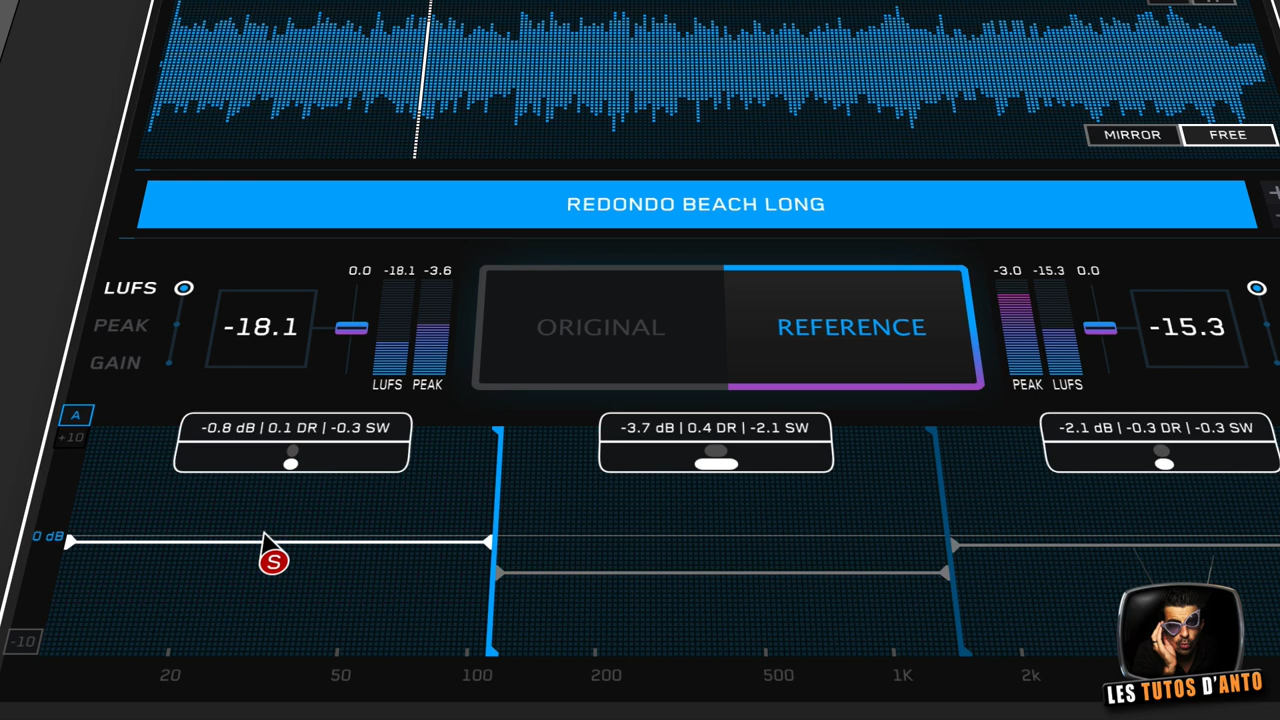 MIRROR FREE
REDONDO BEACH LONG
0.0 -18.1 -3.6
-3.0 -15.3 0.0
LUFS
PEAK
GAIN
-18.1
LUFS PEAK
ORIGINAL REFERENCE
PEAK LUFS
-15.3
A
+10
-0.8 dB | 0.1 DR | -0.3 SW
-3.7 dB | 0.4 DR | -2.1 SW
-2.1 dB | -0.3 DR | -0.3 SW
0 dB
S
-10
20 50 100 200 500 1K 2k
LES TUTOS D'ANTO